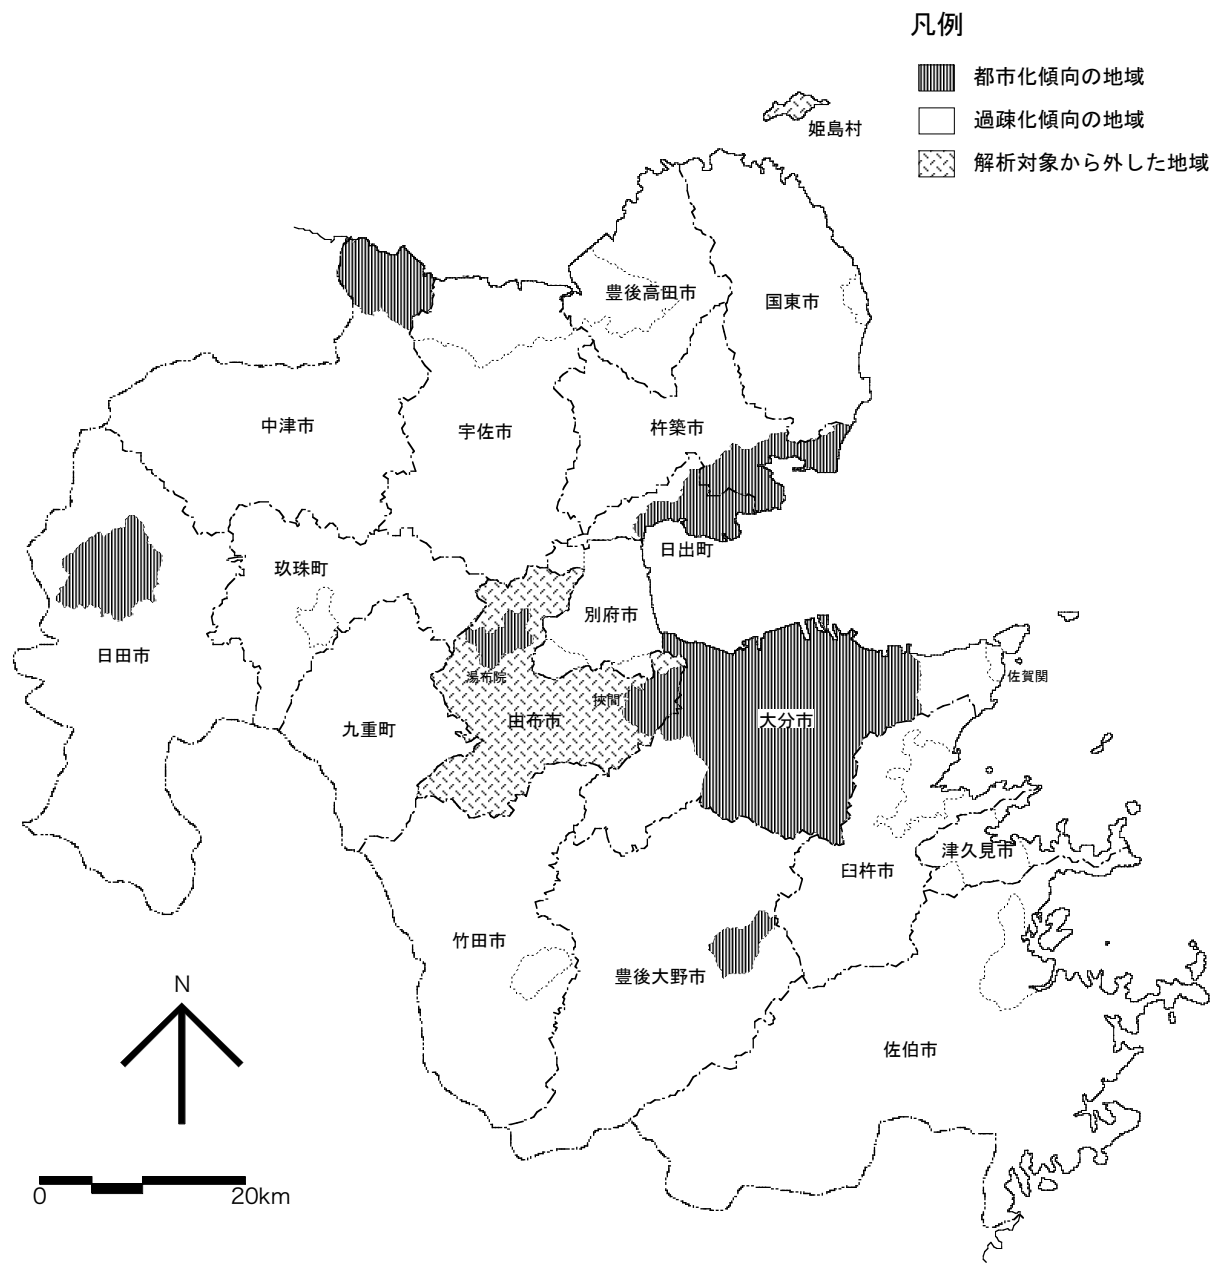 凡例
都市化傾向の地域
過疎化傾向の地域
解析対象から外した地域
姫島村
豊後高田市
国東市
中津市
宇佐市
杵築市
日出町
玖珠町
別府市
日田市
湯布院
佐賀関
挾間
由布市
大分市
九重町
津久見市
臼杵市
竹田市
豊後大野市
佐伯市
N
0
20km